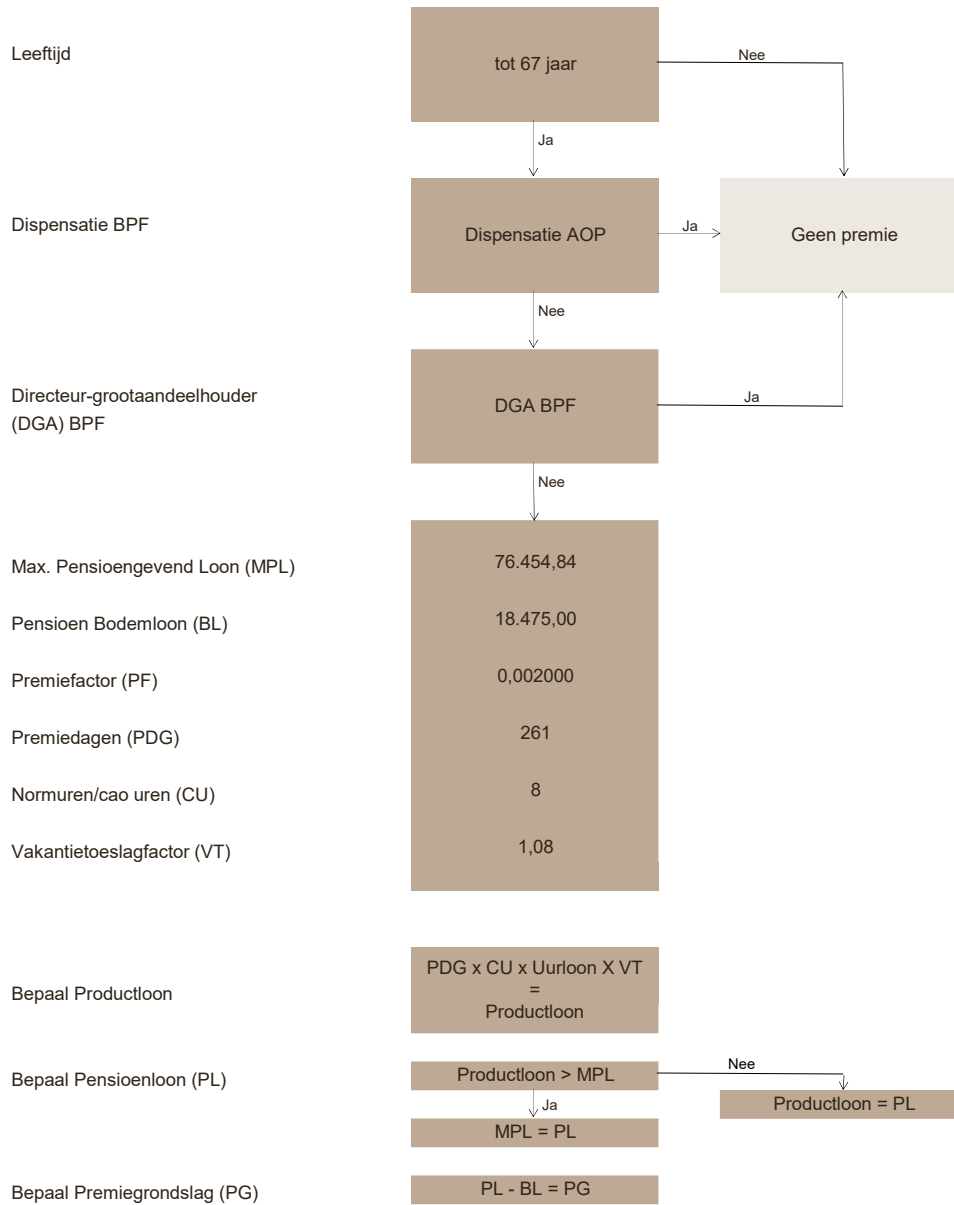 Leeftijd
tot 67 jaar
Nee
Ja
Dispensatie BPF
Dispensatie AOP
Ja
Geen premie
Nee
Directeur-grootaandeelhouder
(DGA) BPF
DGA BPF
Ja
Nee
Max. Pensioengevend Loon (MPL)
76.454,84
Pensioen Bodemloon (BL)
18.475,00
Premiefactor (PF)
0,002000
Premiedagen (PDG)
261
Normuren/cao uren (CU)
8
Vakantietoeslagfactor (VT)
1,08
Bepaal Productloon
PDG x CU x Uurloon X VT
=
Productloon
Bepaal Pensioenloon (PL)
Productloon > MPL
Nee
Productloon = PL
Ja
MPL = PL
Bepaal Premiegrondslag (PG)
PL - BL = PG